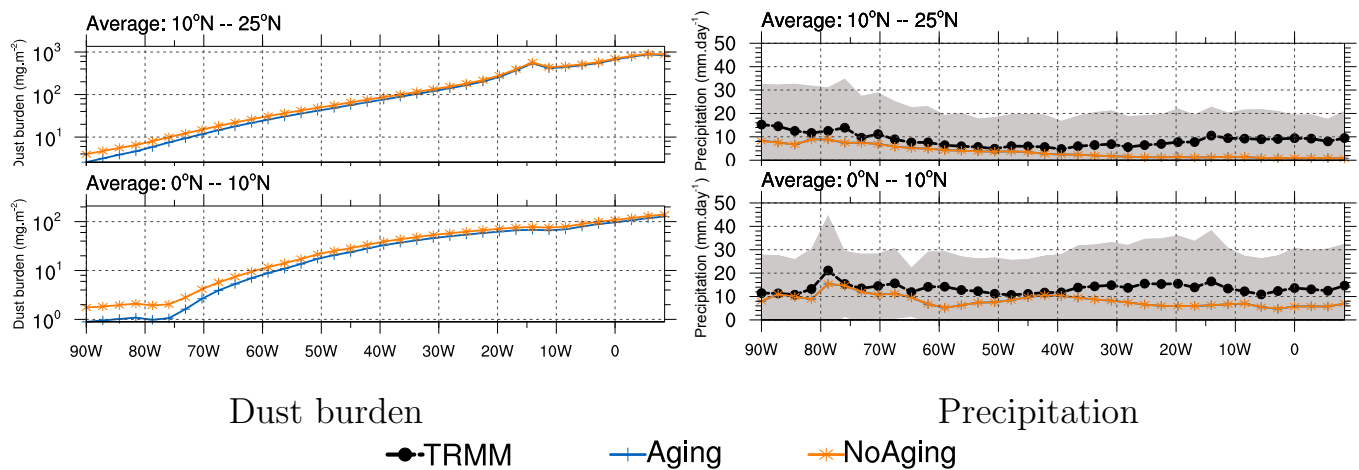 Average: 10°N -- 25°N
Dust burden (mg.m⁻²)
10³
10²
10¹
Average: 0°N -- 10°N
Dust burden (mg.m⁻²)
10²
10¹
10⁰
90W 80W 70W 60W 50W 40W 30W 20W 10W 0
Dust burden
Average: 10°N -- 25°N
Precipitation (mm.day⁻¹)
50
40
30
20
10
0
Average: 0°N -- 10°N
Precipitation (mm.day⁻¹)
50
40
30
20
10
0
90W 80W 70W 60W 50W 40W 30W 20W 10W 0
Precipitation
TRMM Aging NoAging